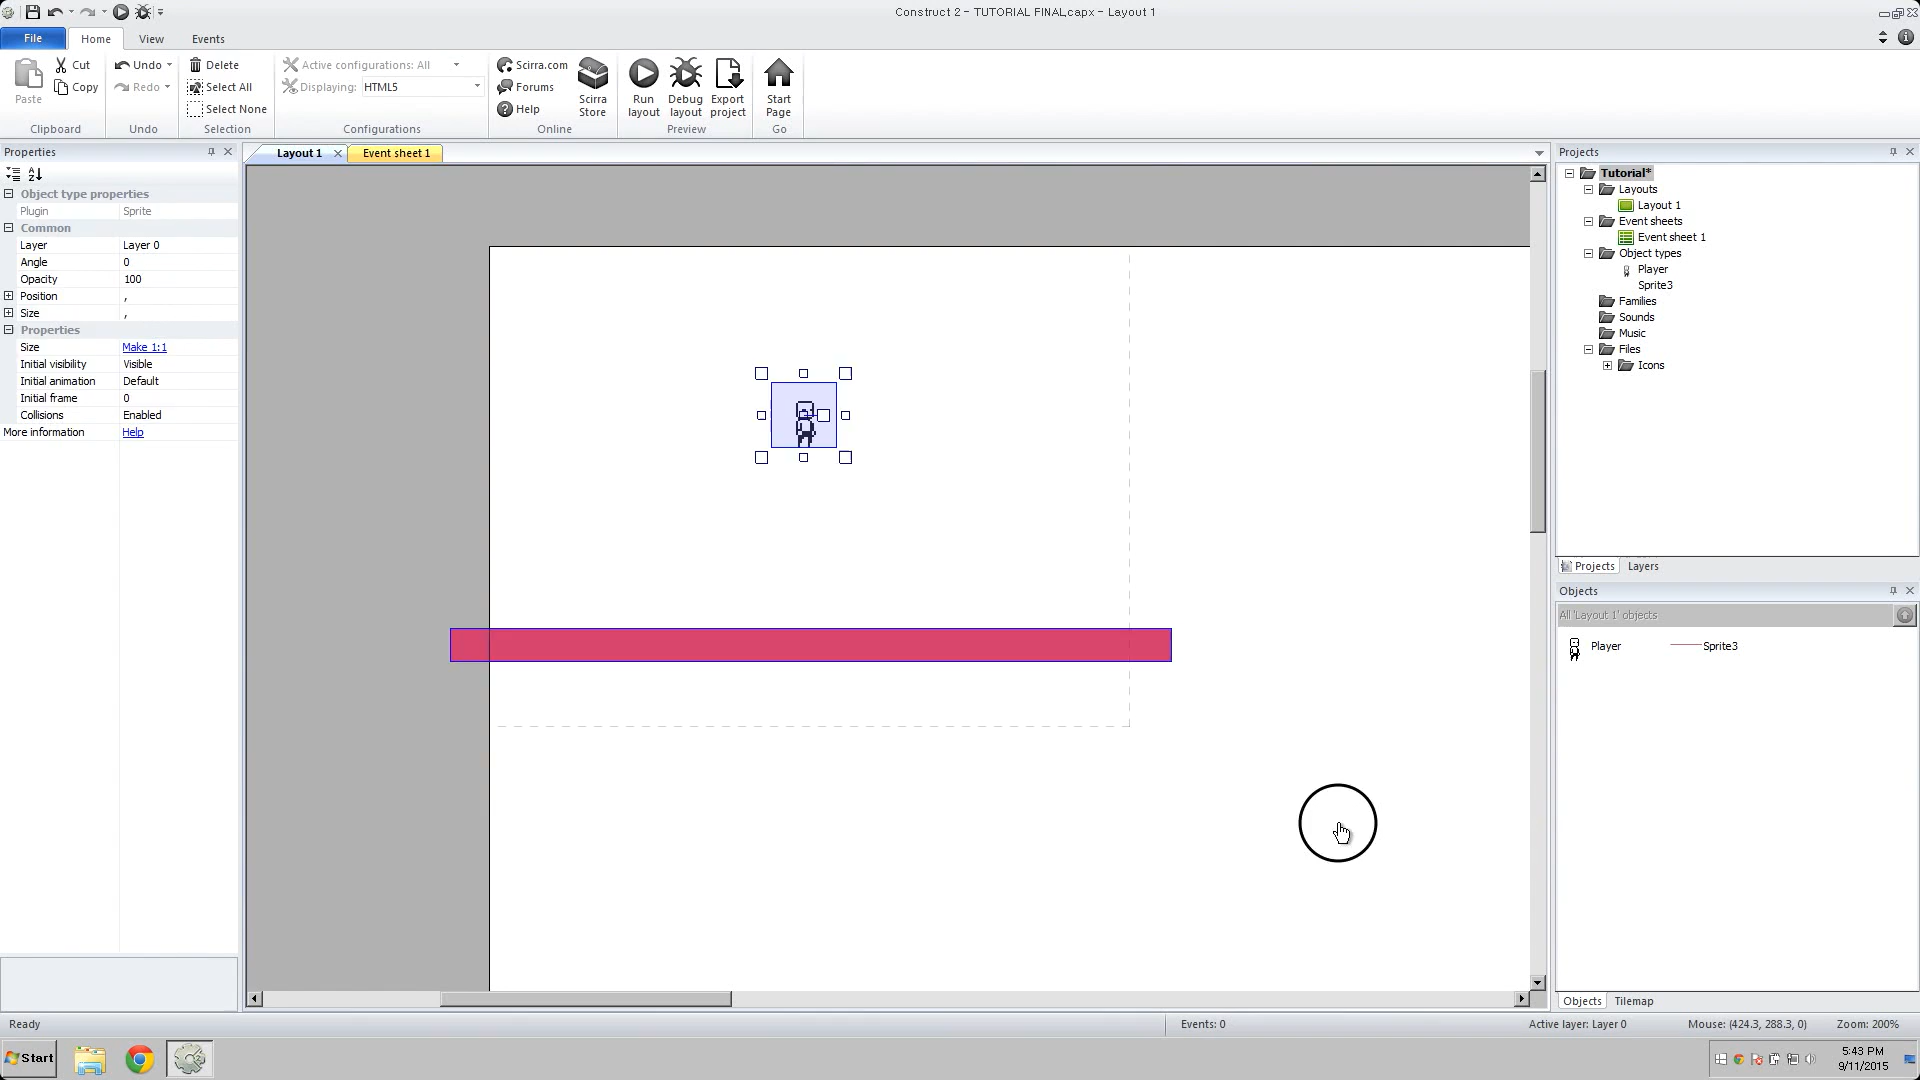 Construct 2 - TUTORIAL FINAL.capx - Layout 1
File
Home
View
Events
Paste
Cut
Copy
Clipboard
Undo
Redo
Undo
Delete
Select All
Select None
Selection
Active configurations: All
Displaying: HTML5
Configurations
Scirra.com
Forums
Help
Online
Scirra Store
Run layout
Debug layout
Export project
Preview
Start Page
Go
Properties
Layout 1
Event sheet 1
Object type properties
Plugin Sprite
Common
Layer Layer 0
Angle 0
Opacity 100
Position ,
Size ,
Properties
Size Make 1:1
Initial visibility Visible
Initial animation Default
Initial frame 0
Collisions Enabled
More information Help
Projects
Tutorial*
Layouts
Layout 1
Event sheets
Event sheet 1
Object types
Player
Sprite3
Families
Sounds
Music
Files
Icons
Projects Layers
Objects
All 'Layout 1' objects
Player Sprite3
Objects Tilemap
Ready
Events: 0
Active layer: Layer 0
Mouse: (424.3, 288.3, 0)
Zoom: 200%
Start
5:43 PM
9/11/2015